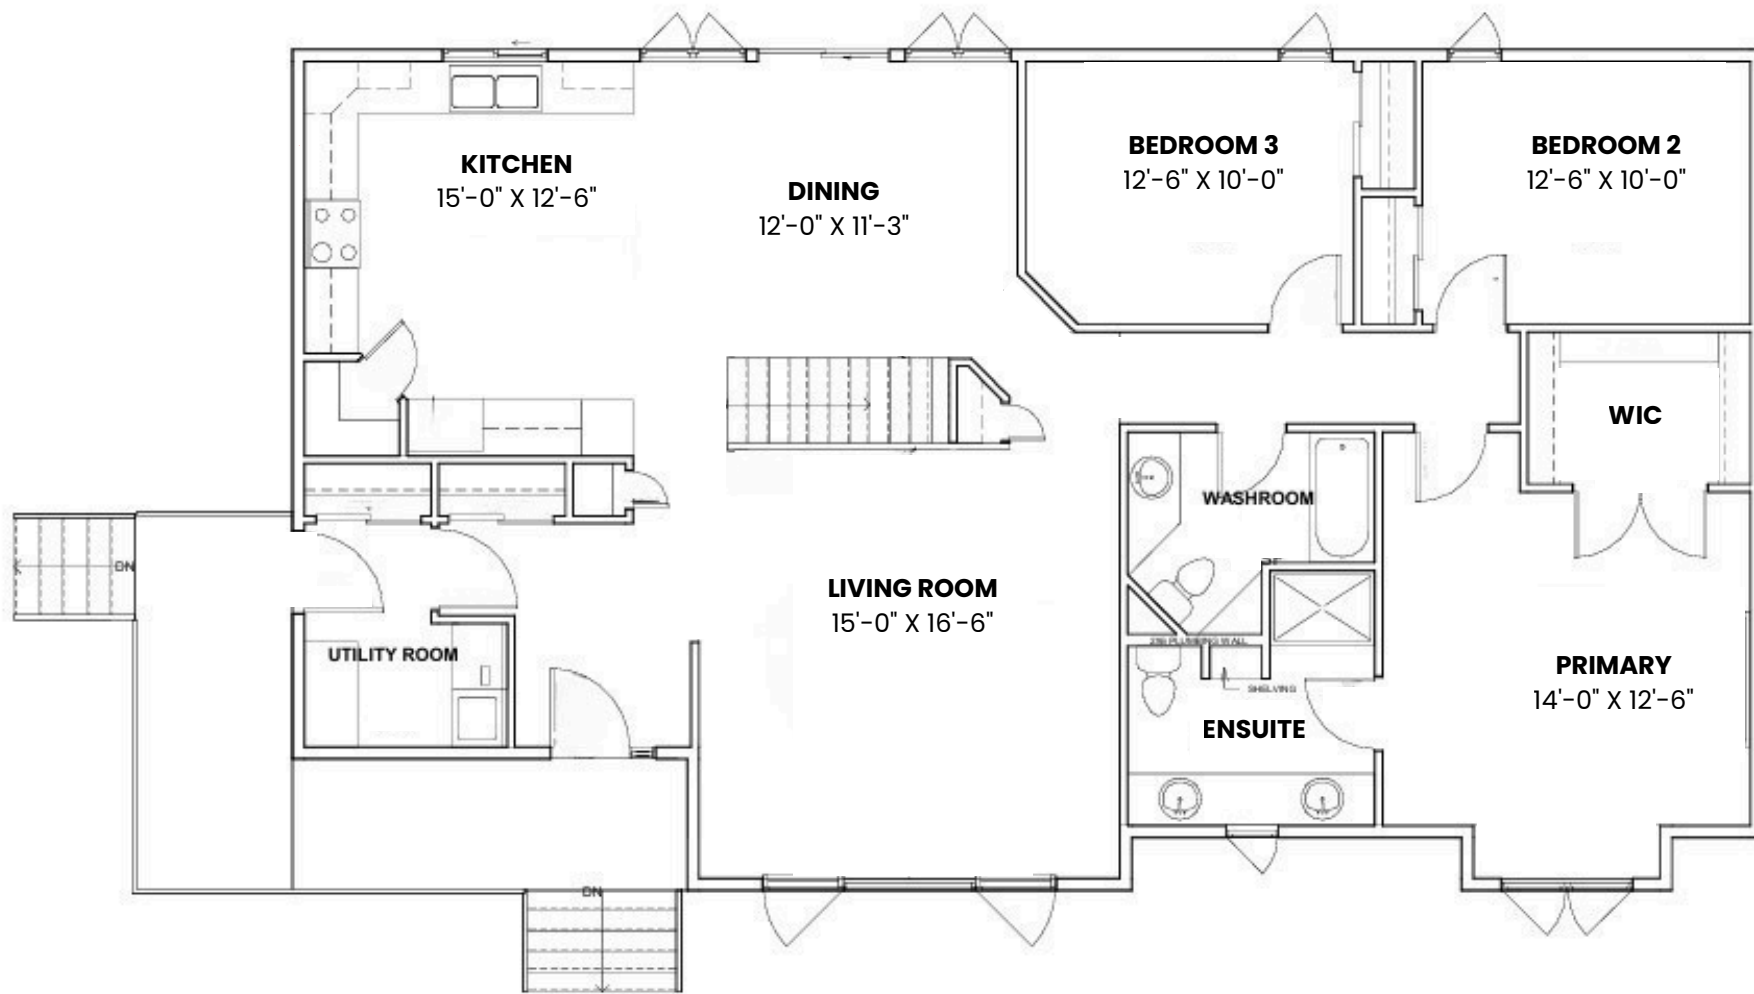 KITCHEN
15'-0" X 12'-6"
DINING
12'-0" X 11'-3"
BEDROOM 3
12'-6" X 10'-0"
BEDROOM 2
12'-6" X 10'-0"
WIC
WASHROOM
DN
LIVING ROOM
15'-0" X 16'-6"
UTILITY ROOM
PLUMBING WALL
SHELVING
PRIMARY
14'-0" X 12'-6"
ENSUITE
DN